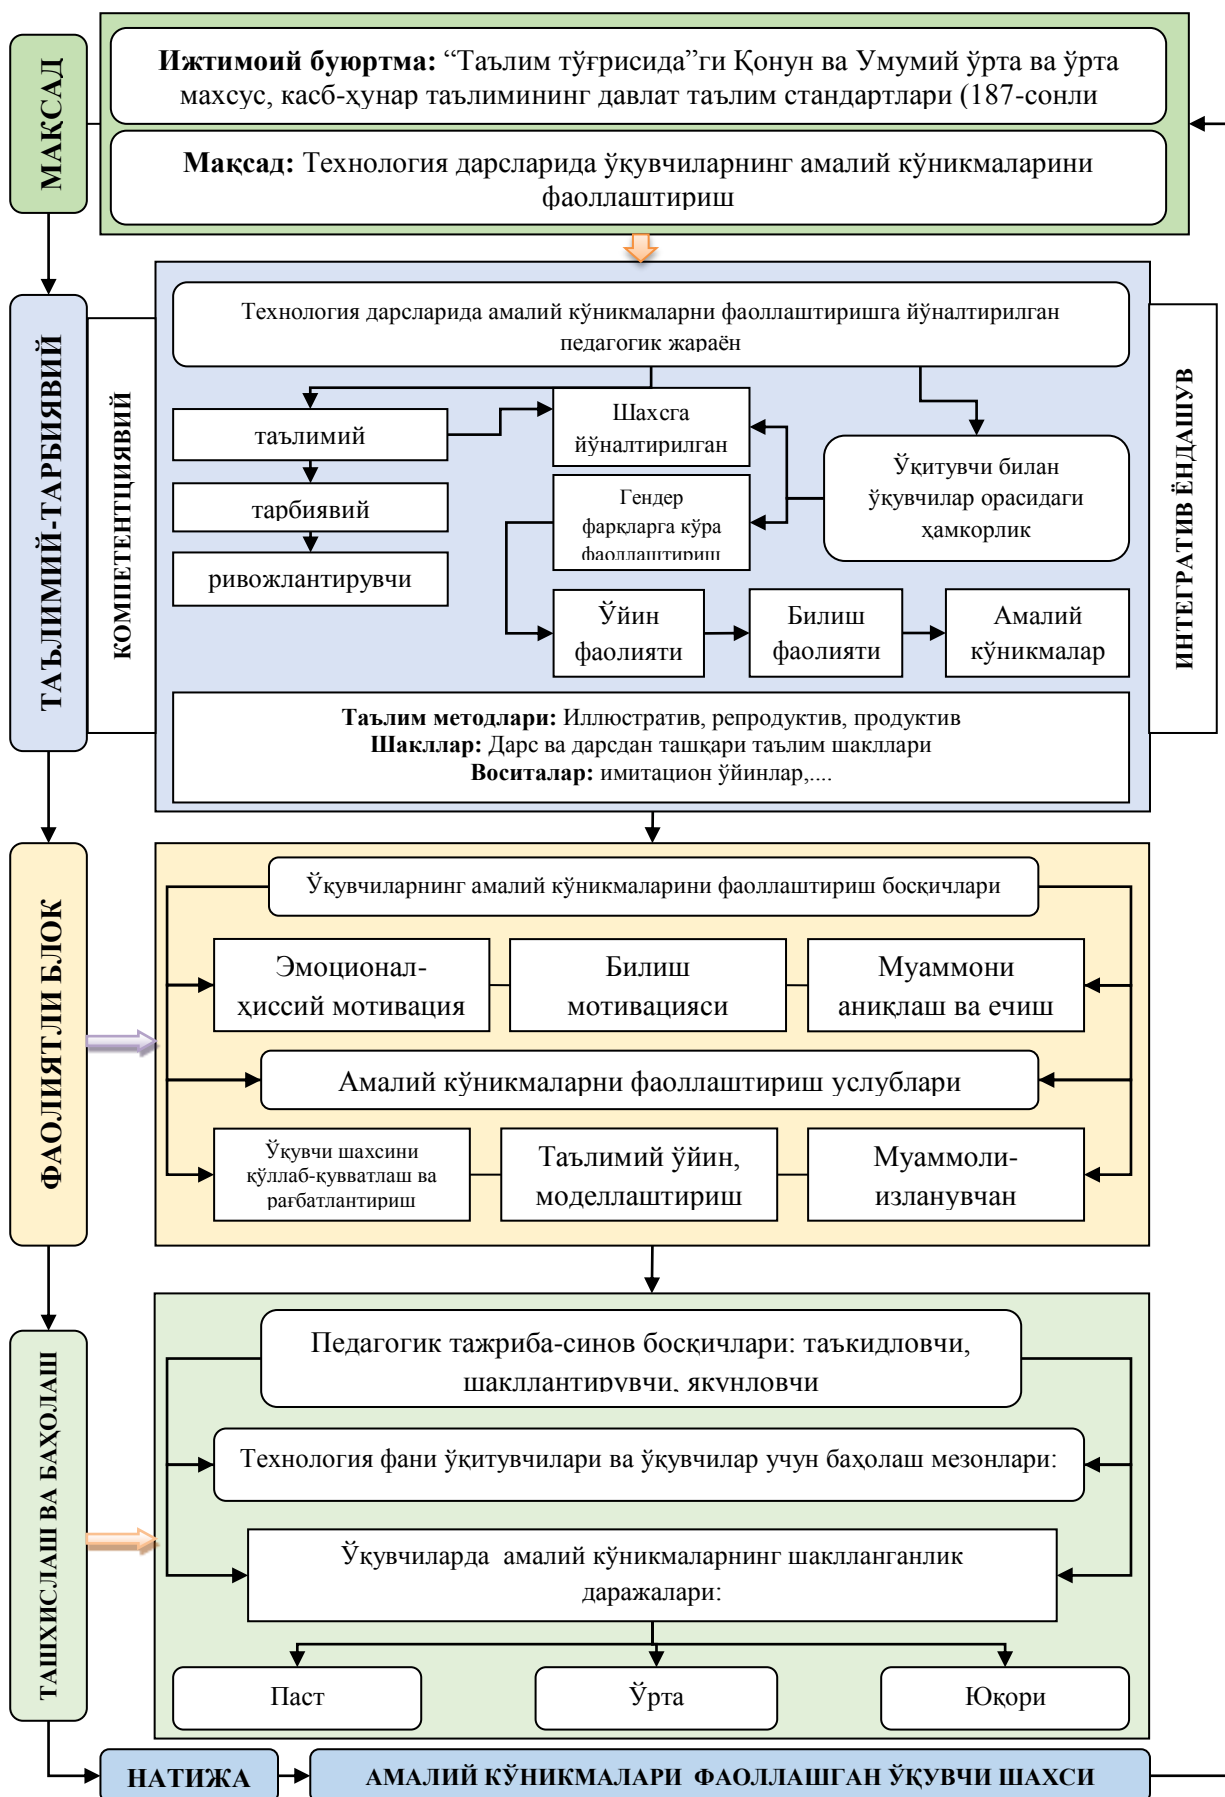 МАҚСАД
Ижтимоий буюртма: “Таълим тўғрисида”ги Қонун ва Умумий ўрта ва ўрта
махсус, касб-ҳунар таълимининг давлат таълим стандартлари (187-сонли
Мақсад: Технология дарсларида ўқувчиларнинг амалий кўникмаларини
фаоллаштириш
ТАЪЛИМИЙ-ТАРБИЯВИЙ
КОМПЕТЕНТЦИЯВИЙ
ИНТЕГРАТИВ ЁНДАШУВ
Технология дарсларида амалий кўникмаларни фаоллаштиришга йўналтирилган
педагогик жараён
таълимий
тарбиявий
ривожлантирувчи
Шахсга
йўналтирилган
Гендер
фарқларга кўра
фаоллаштириш
Ўқитувчи билан
ўқувчилар орасидаги
ҳамкорлик
Ўйин
фаолияти
Билиш
фаолияти
Амалий
кўникмалар
Таълим методлари: Иллюстратив, репродуктив, продуктив
Шакллар: Дарс ва дарсдан ташқари таълим шакллари
Воситалар: имитацион ўйинлар,....
ФАОЛИЯТЛИ БЛОК
Ўқувчиларнинг амалий кўникмаларини фаоллаштириш босқичлари
Эмоционал-
ҳиссий мотивация
Билиш
мотивацияси
Муаммони
аниқлаш ва ечиш
Амалий кўникмаларни фаоллаштириш услублари
Ўқувчи шахсини
қўллаб-қувватлаш ва
рағбатлантириш
Таълимий ўйин,
моделлаштириш
Муаммоли-
изланувчан
ТАШХИСЛАШ ВА БАҲОЛАШ
Педагогик тажриба-синов босқичлари: таъкидловчи,
шакллантирувчи, якунловчи
Технология фани ўқитувчилари ва ўқувчилар учун баҳолаш мезонлари:
Ўқувчиларда  амалий кўникмаларнинг шаклланганлик
даражалари:
Паст
Ўрта
Юқори
НАТИЖА
АМАЛИЙ КЎНИКМАЛАРИ  ФАОЛЛАШГАН ЎҚУВЧИ ШАХСИ